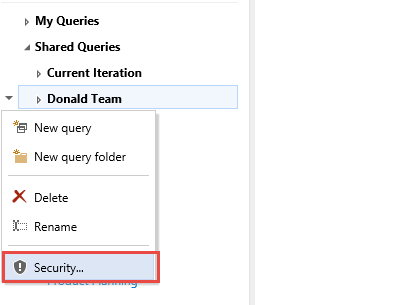 My Queries
Shared Queries
Current Iteration
Donald Team
New query
New query folder
Delete
Rename
Security...
Product Planning